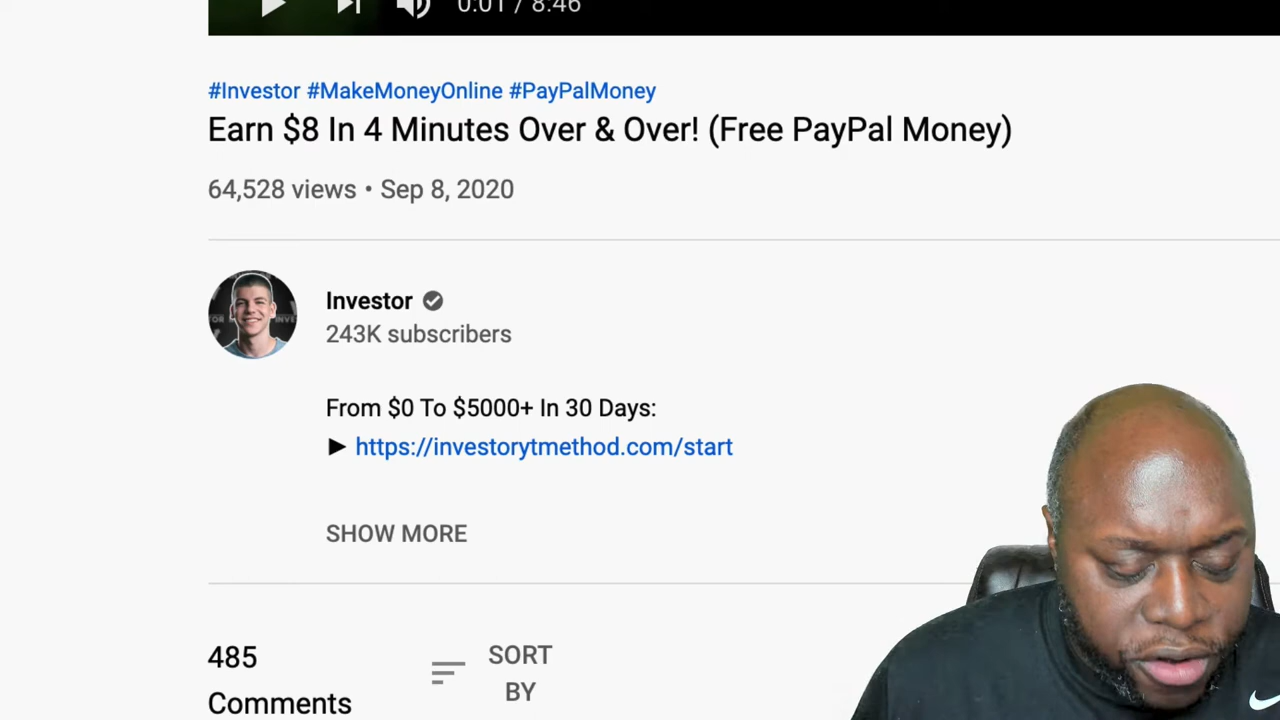 0:01 / 8:46
#Investor #MakeMoneyOnline #PayPalMoney
Earn $8 In 4 Minutes Over & Over! (Free PayPal Money)
64,528 views • Sep 8, 2020
Investor
243K subscribers
From $0 To $5000+ In 30 Days:
► https://investorytmethod.com/start
SHOW MORE
485
Comments
SORT
BY